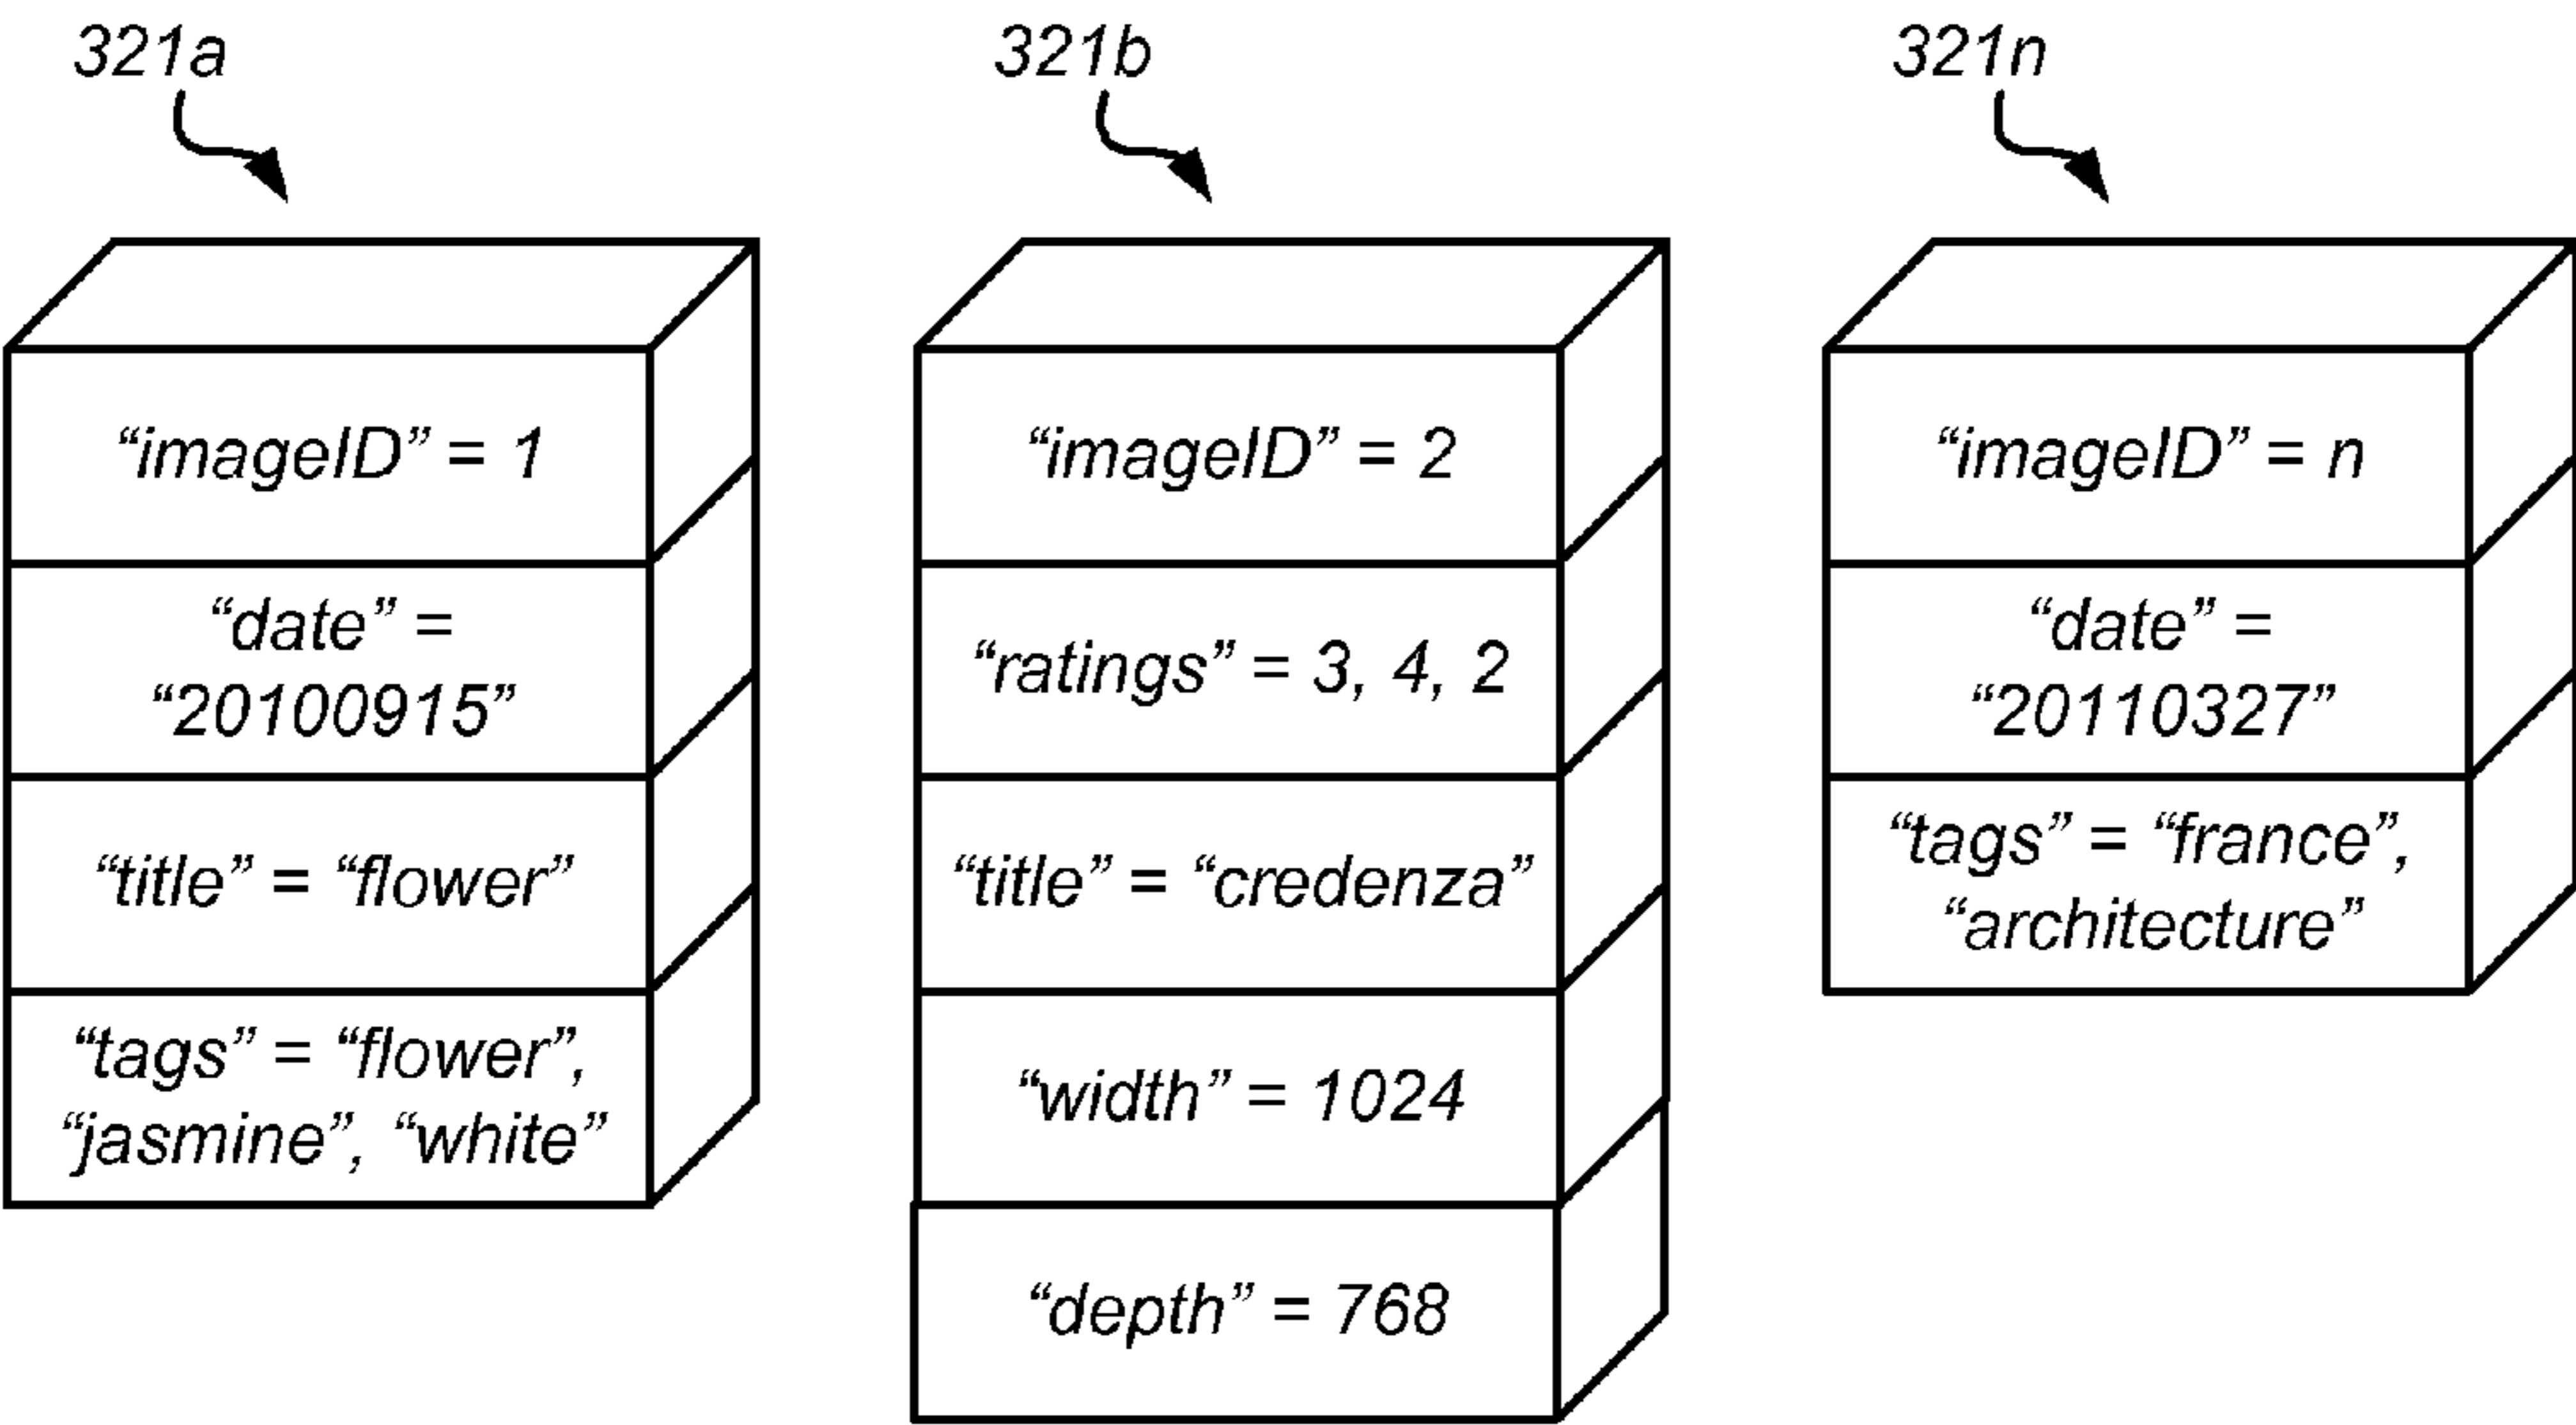 321a
“imageID” = 1
“date” =
“20100915”
“title” = “flower”
“tags” = “flower”,
“jasmine”, “white”
321b
“imageID” = 2
“ratings” = 3, 4, 2
“title” = “credenza”
“width” = 1024
“depth” = 768
321n
“imageID” = n
“date” =
“20110327”
“tags” = “france”,
“architecture”